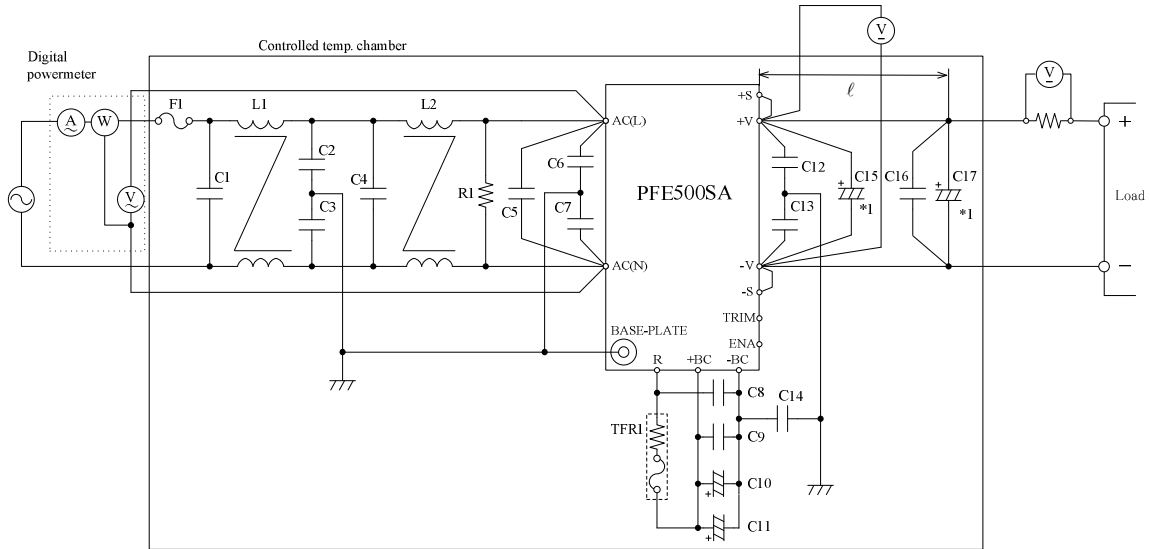 Controlled temp. chamber
Digital
powermeter
A
W
V
F1
L1
L2
C1
C2
C3
C4
R1
C5
C6
C7
AC(L)
AC(N)
PFE500SA
BASE-PLATE
R
+BC
-BC
+S
+V
-V
-S
TRIM
ENA
V
ℓ
V
C12
C13
C15
+
*1
C16
C17
+
*1
+
Load
−
TFR1
C8
C9
C10
+
C11
+
C14